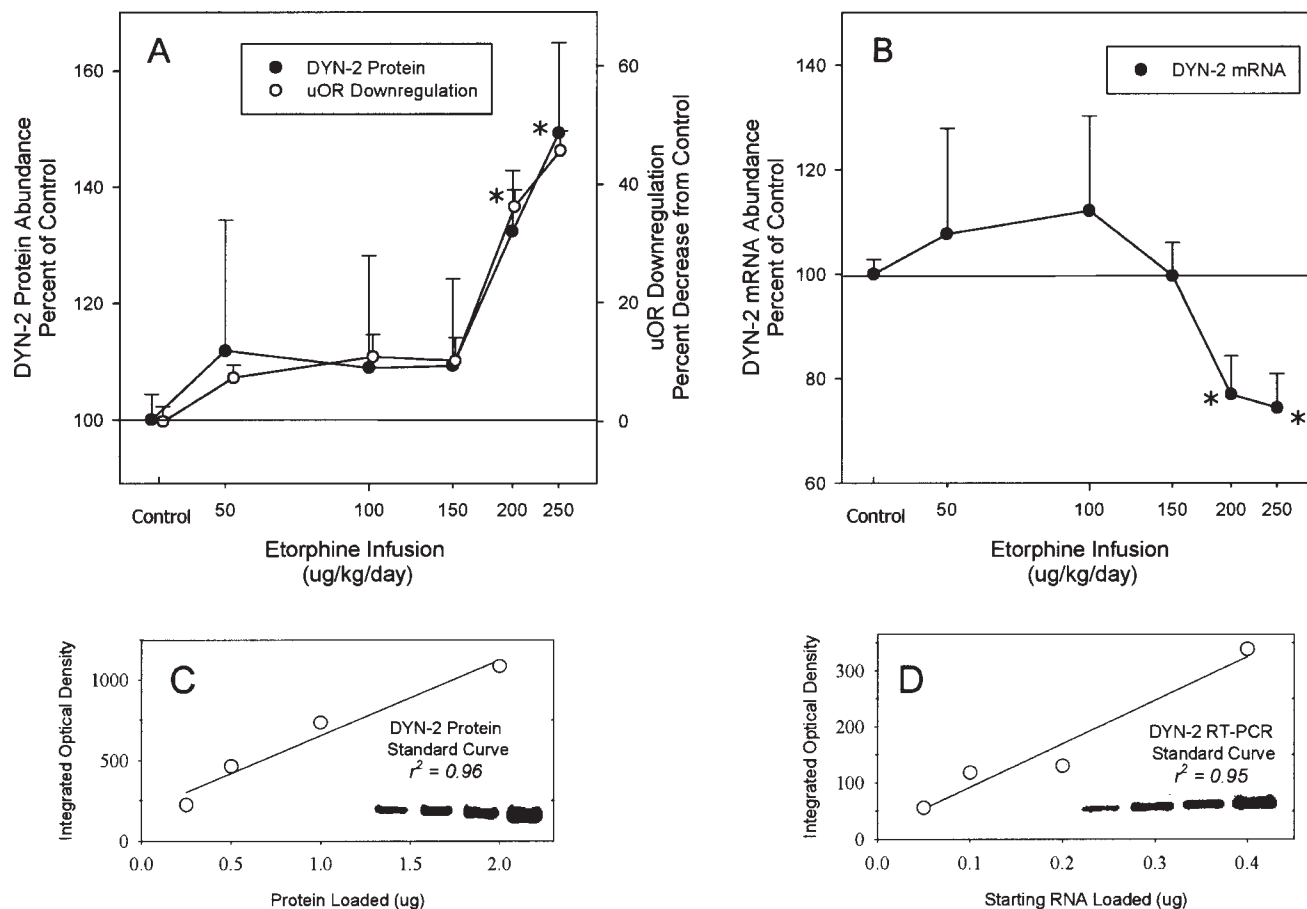 A
DYN-2 Protein
uOR Downregulation
DYN-2 Protein Abundance
Percent of Control
160
140
120
100
60
40
20
0
uOR Downregulation
Percent Decrease from Control
*
*
Control
50
100
150
200
250
Etorphine Infusion
(ug/kg/day)
B
DYN-2 mRNA
DYN-2 mRNA Abundance
Percent of Control
140
120
100
80
60
*
*
Control
50
100
150
200
250
Etorphine Infusion
(ug/kg/day)
C
Integrated Optical Density
1000
500
0
DYN-2 Protein
Standard Curve
r² = 0.96
0.0
0.5
1.0
1.5
2.0
Protein Loaded (ug)
D
Integrated Optical Density
300
200
100
50
0
DYN-2 RT-PCR
Standard Curve
r² = 0.95
0.0
0.1
0.2
0.3
0.4
Starting RNA Loaded (ug)